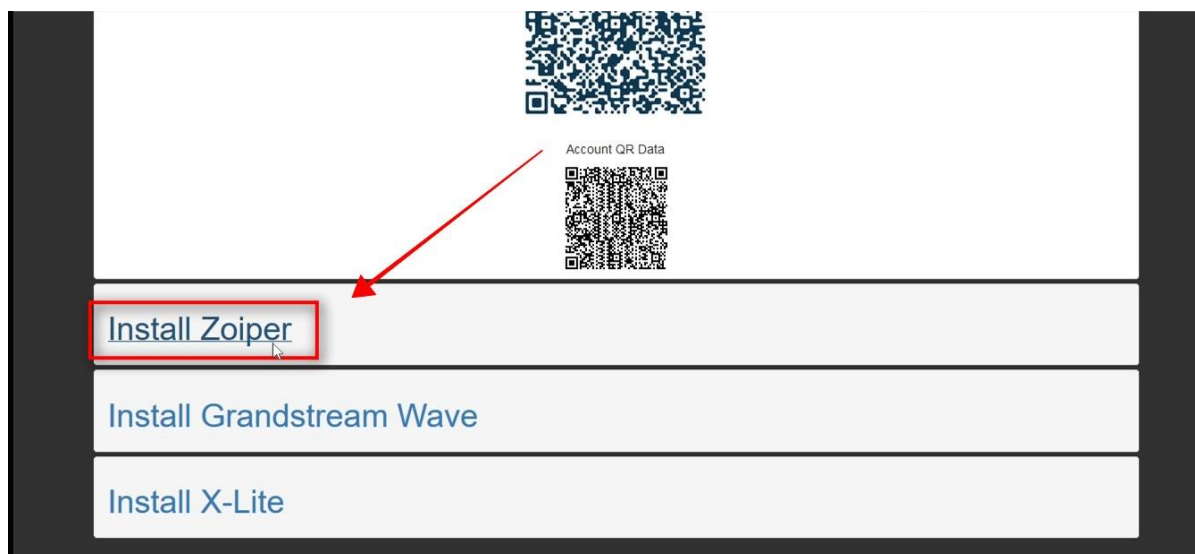 Account QR Data
Install Zoiper
Install Grandstream Wave
Install X-Lite